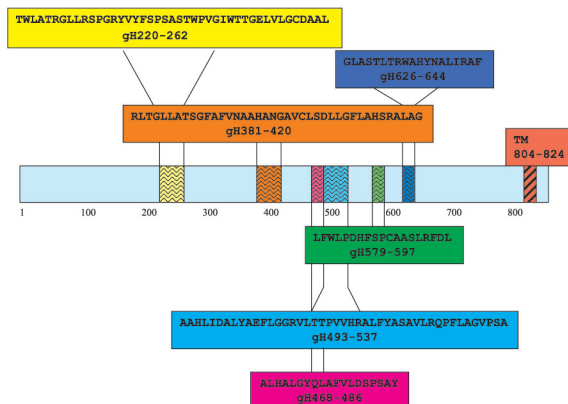 TWLATRGLLRSPGRYVYFSPSASTWPVGIWTTGELVLGCDAAL
gH220-262
GLASTLTRWAHYNALIRAF
gH626-644
RLTGLLATSGFAFVNAAHANGAVCLSDLLGFLAHSRALAG
gH381-420
TM
804-824
1 100 200 300 400 500 600 700 800
LFWLPDHFSPCAASLRFDL
gH579-597
AAHLIDALYAEFLGGRVLTTPVVHRALFYASAVLRQPFLAGVPSA
gH493-537
ALHALGYQLAFVLDSPSAY
gH468-486